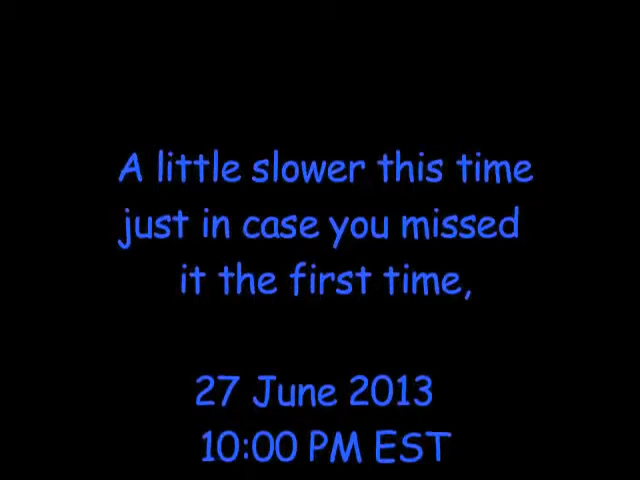 A little slower this time
just in case you missed
it the first time,
27 June 2013
10:00 PM EST